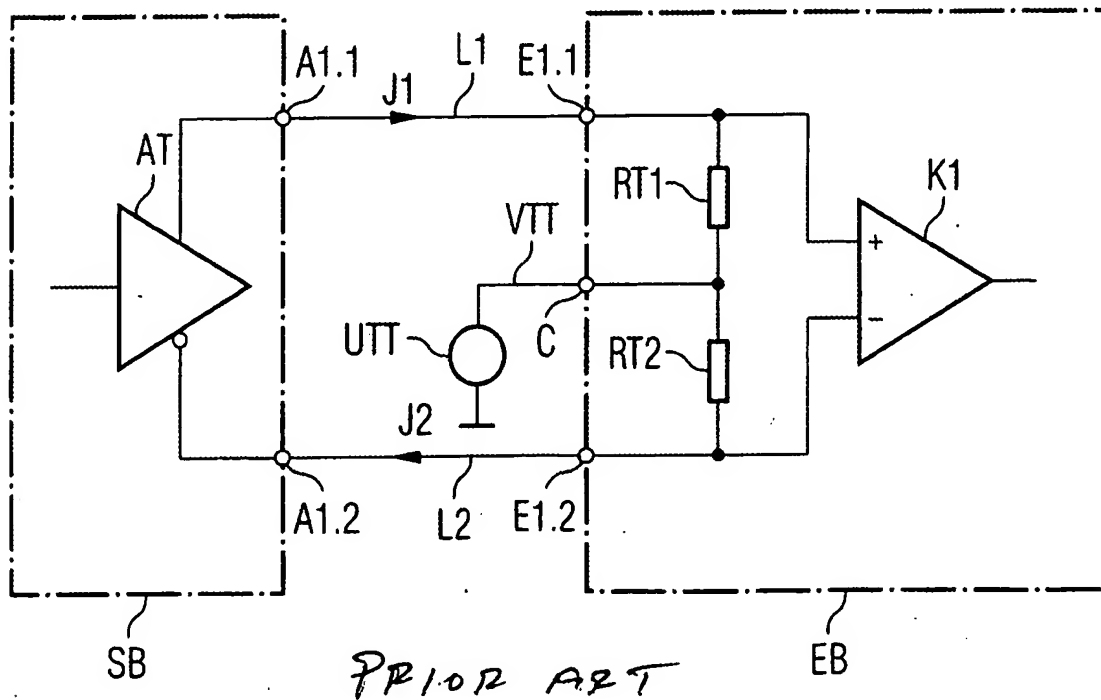 A1.1
J1
L1
E1.1
AT
RT1
K1
VTT
+
UTT
C
RT2
−
J2
A1.2
L2
E1.2
SB
EB
PRIOR ART